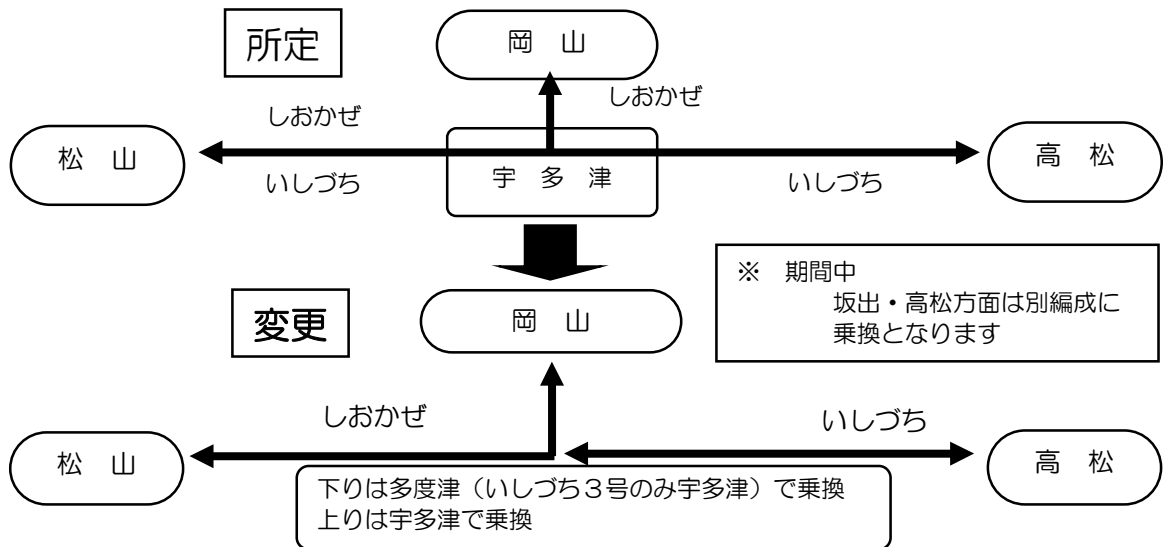 所定
岡 山
しおかぜ
しおかぜ
松 山
宇 多 津
高 松
いしづち
いしづち
※ 期間中
坂出・高松方面は別編成に
乗換となります
変更
岡 山
しおかぜ
いしづち
松 山
高 松
下りは多度津（いしづち３号のみ宇多津）で乗換
上りは宇多津で乗換